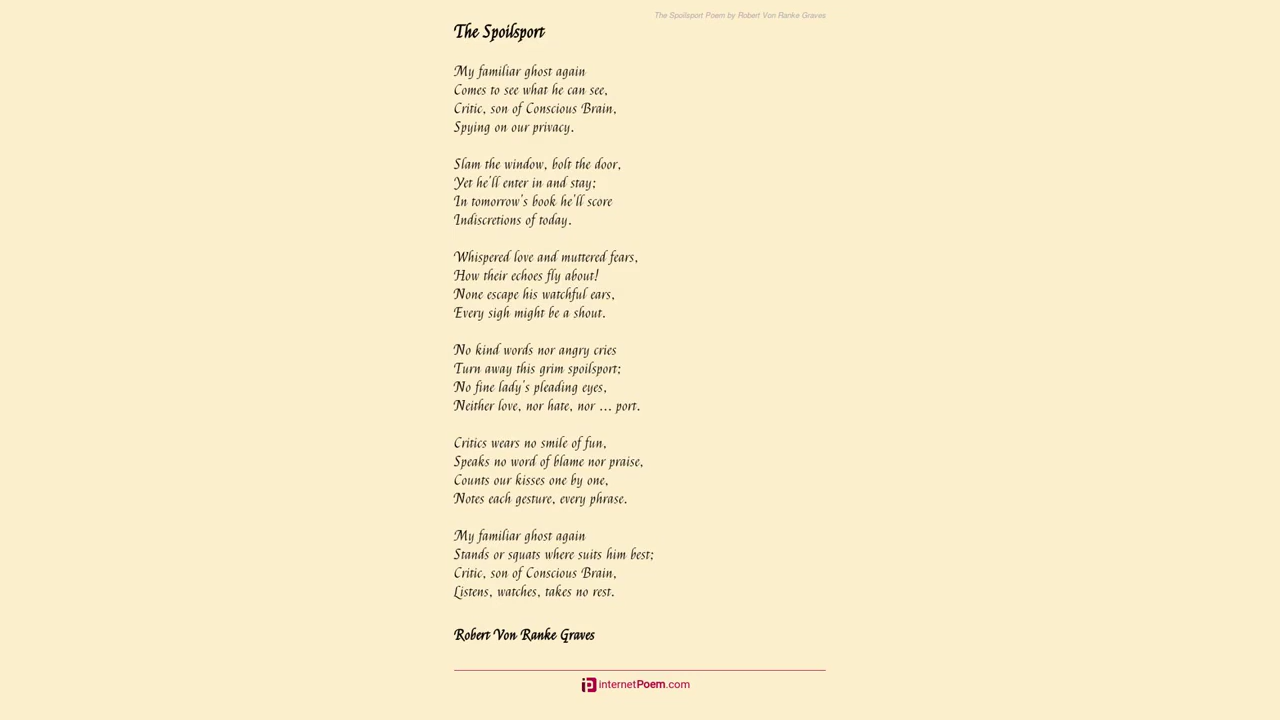 The Spoilsport Poem by Robert Von Ranke Graves
The Spoilsport
My familiar ghost again
Comes to see what he can see,
Critic, son of Conscious Brain,
Spying on our privacy.
Slam the window, bolt the door,
Yet he'll enter in and stay;
In tomorrow's book he'll score
Indiscretions of today.
Whispered love and muttered fears,
How their echoes fly about!
None escape his watchful ears,
Every sigh might be a shout.
No kind words nor angry cries
Turn away this grim spoilsport;
No fine lady's pleading eyes,
Neither love, nor hate, nor … port.
Critics wears no smile of fun,
Speaks no word of blame nor praise,
Counts our kisses one by one,
Notes each gesture, every phrase.
My familiar ghost again
Stands or squats where suits him best;
Critic, son of Conscious Brain,
Listens, watches, takes no rest.
Robert Von Ranke Graves
internetPoem.com